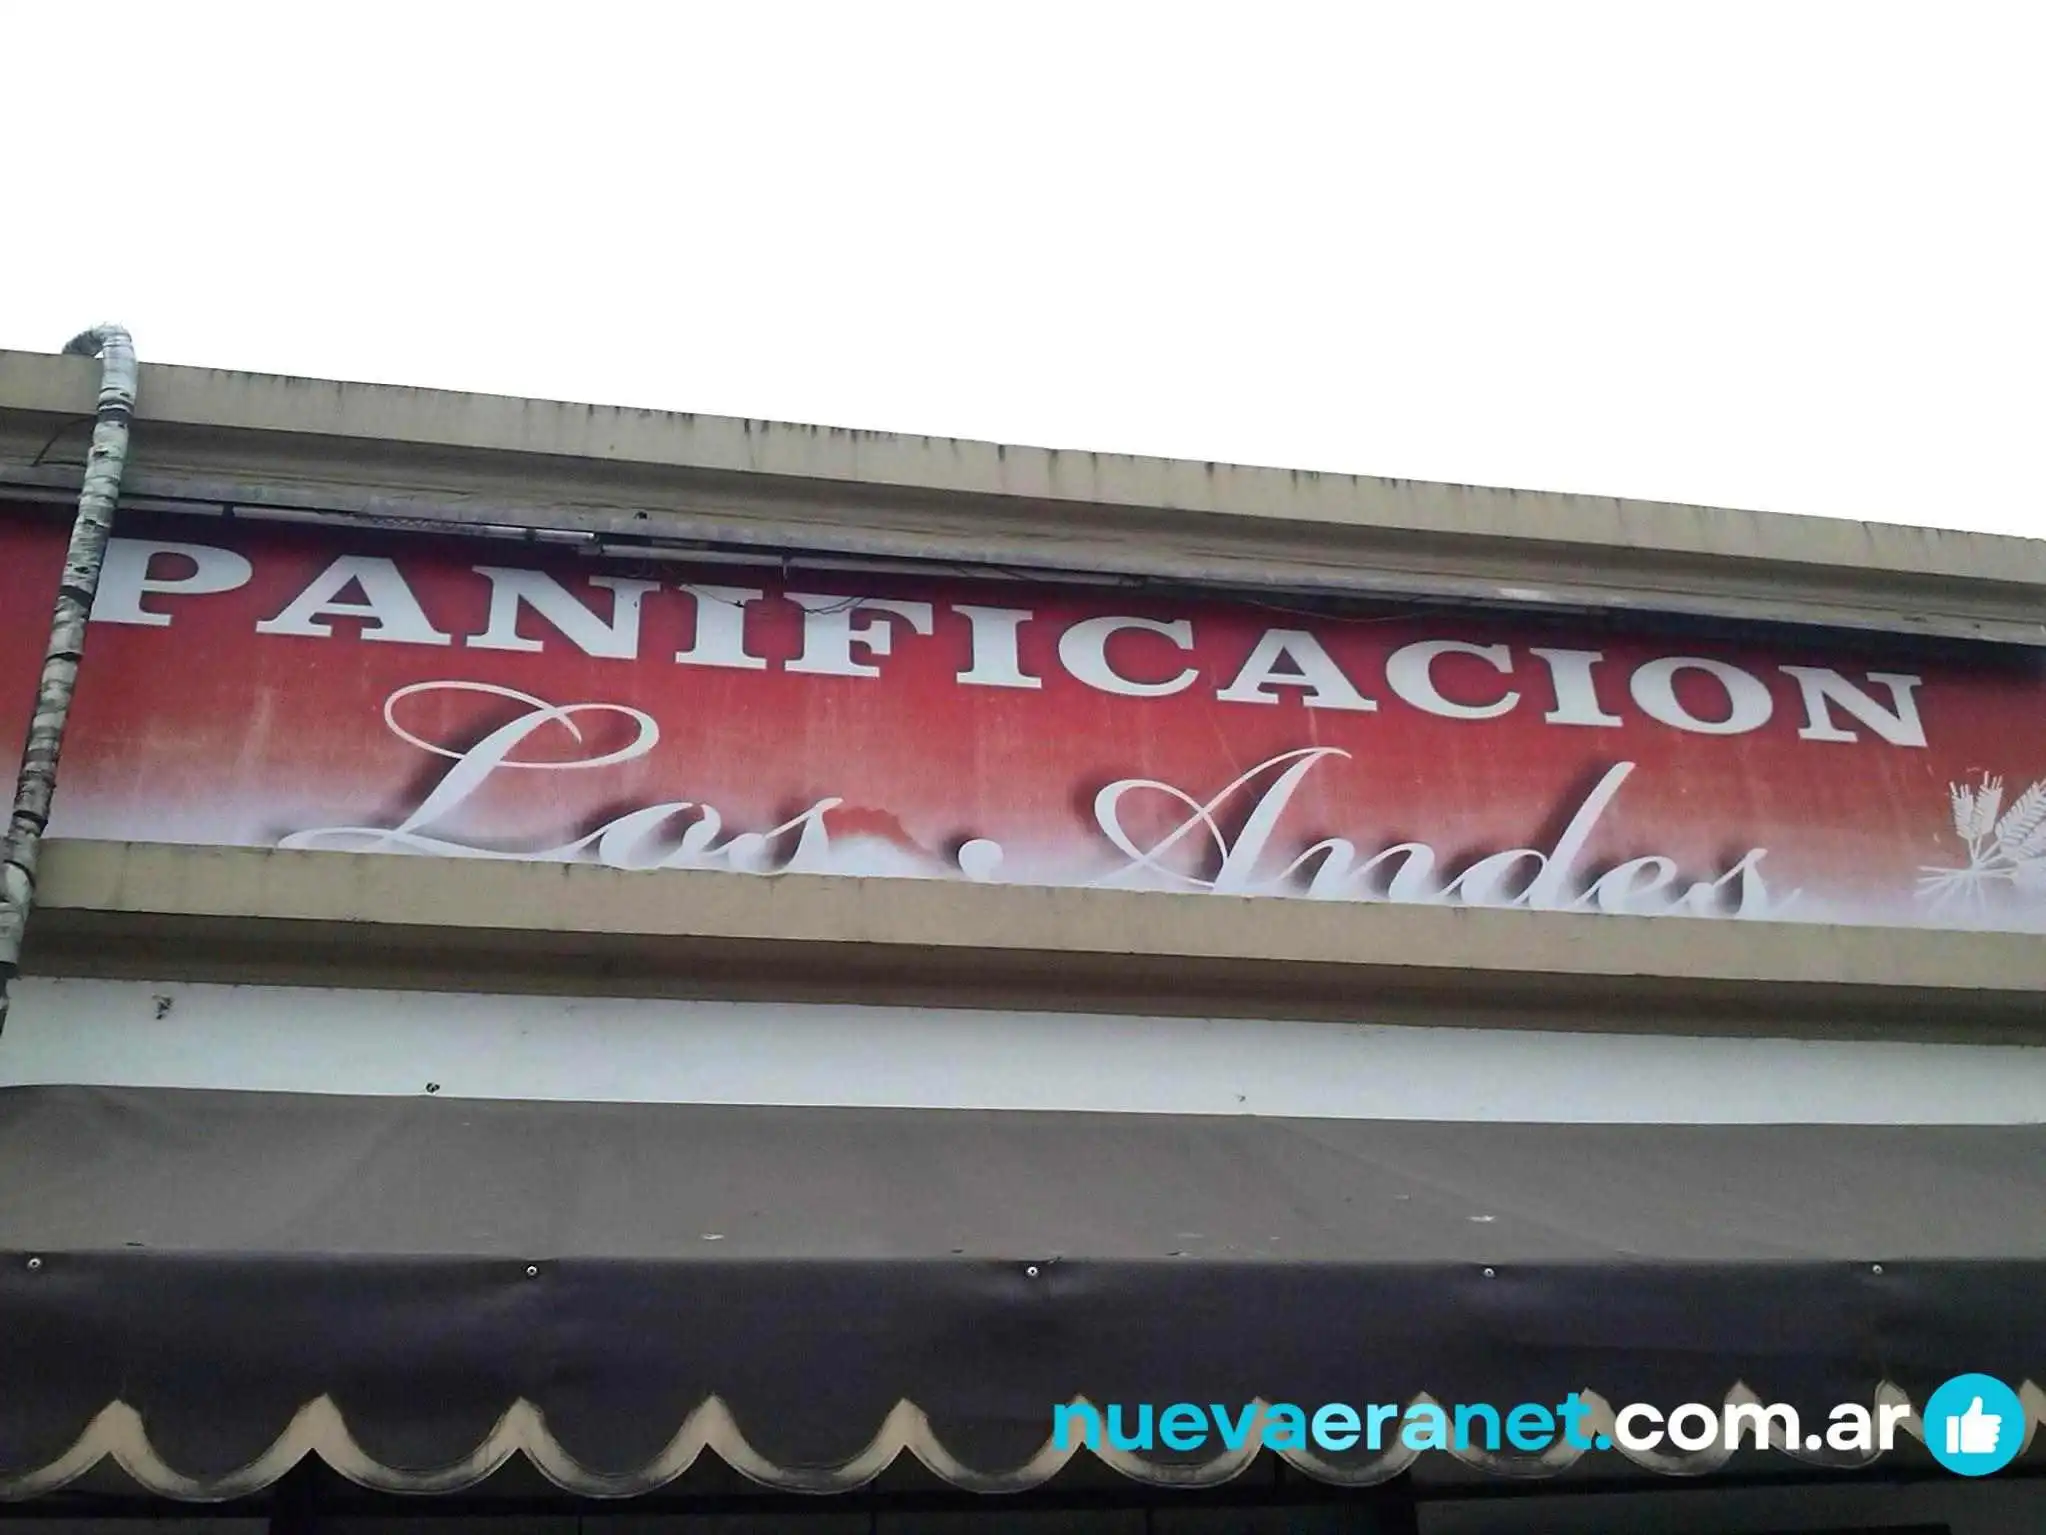 PANIFICACION
Los Andes
nuevaeranet.com.ar